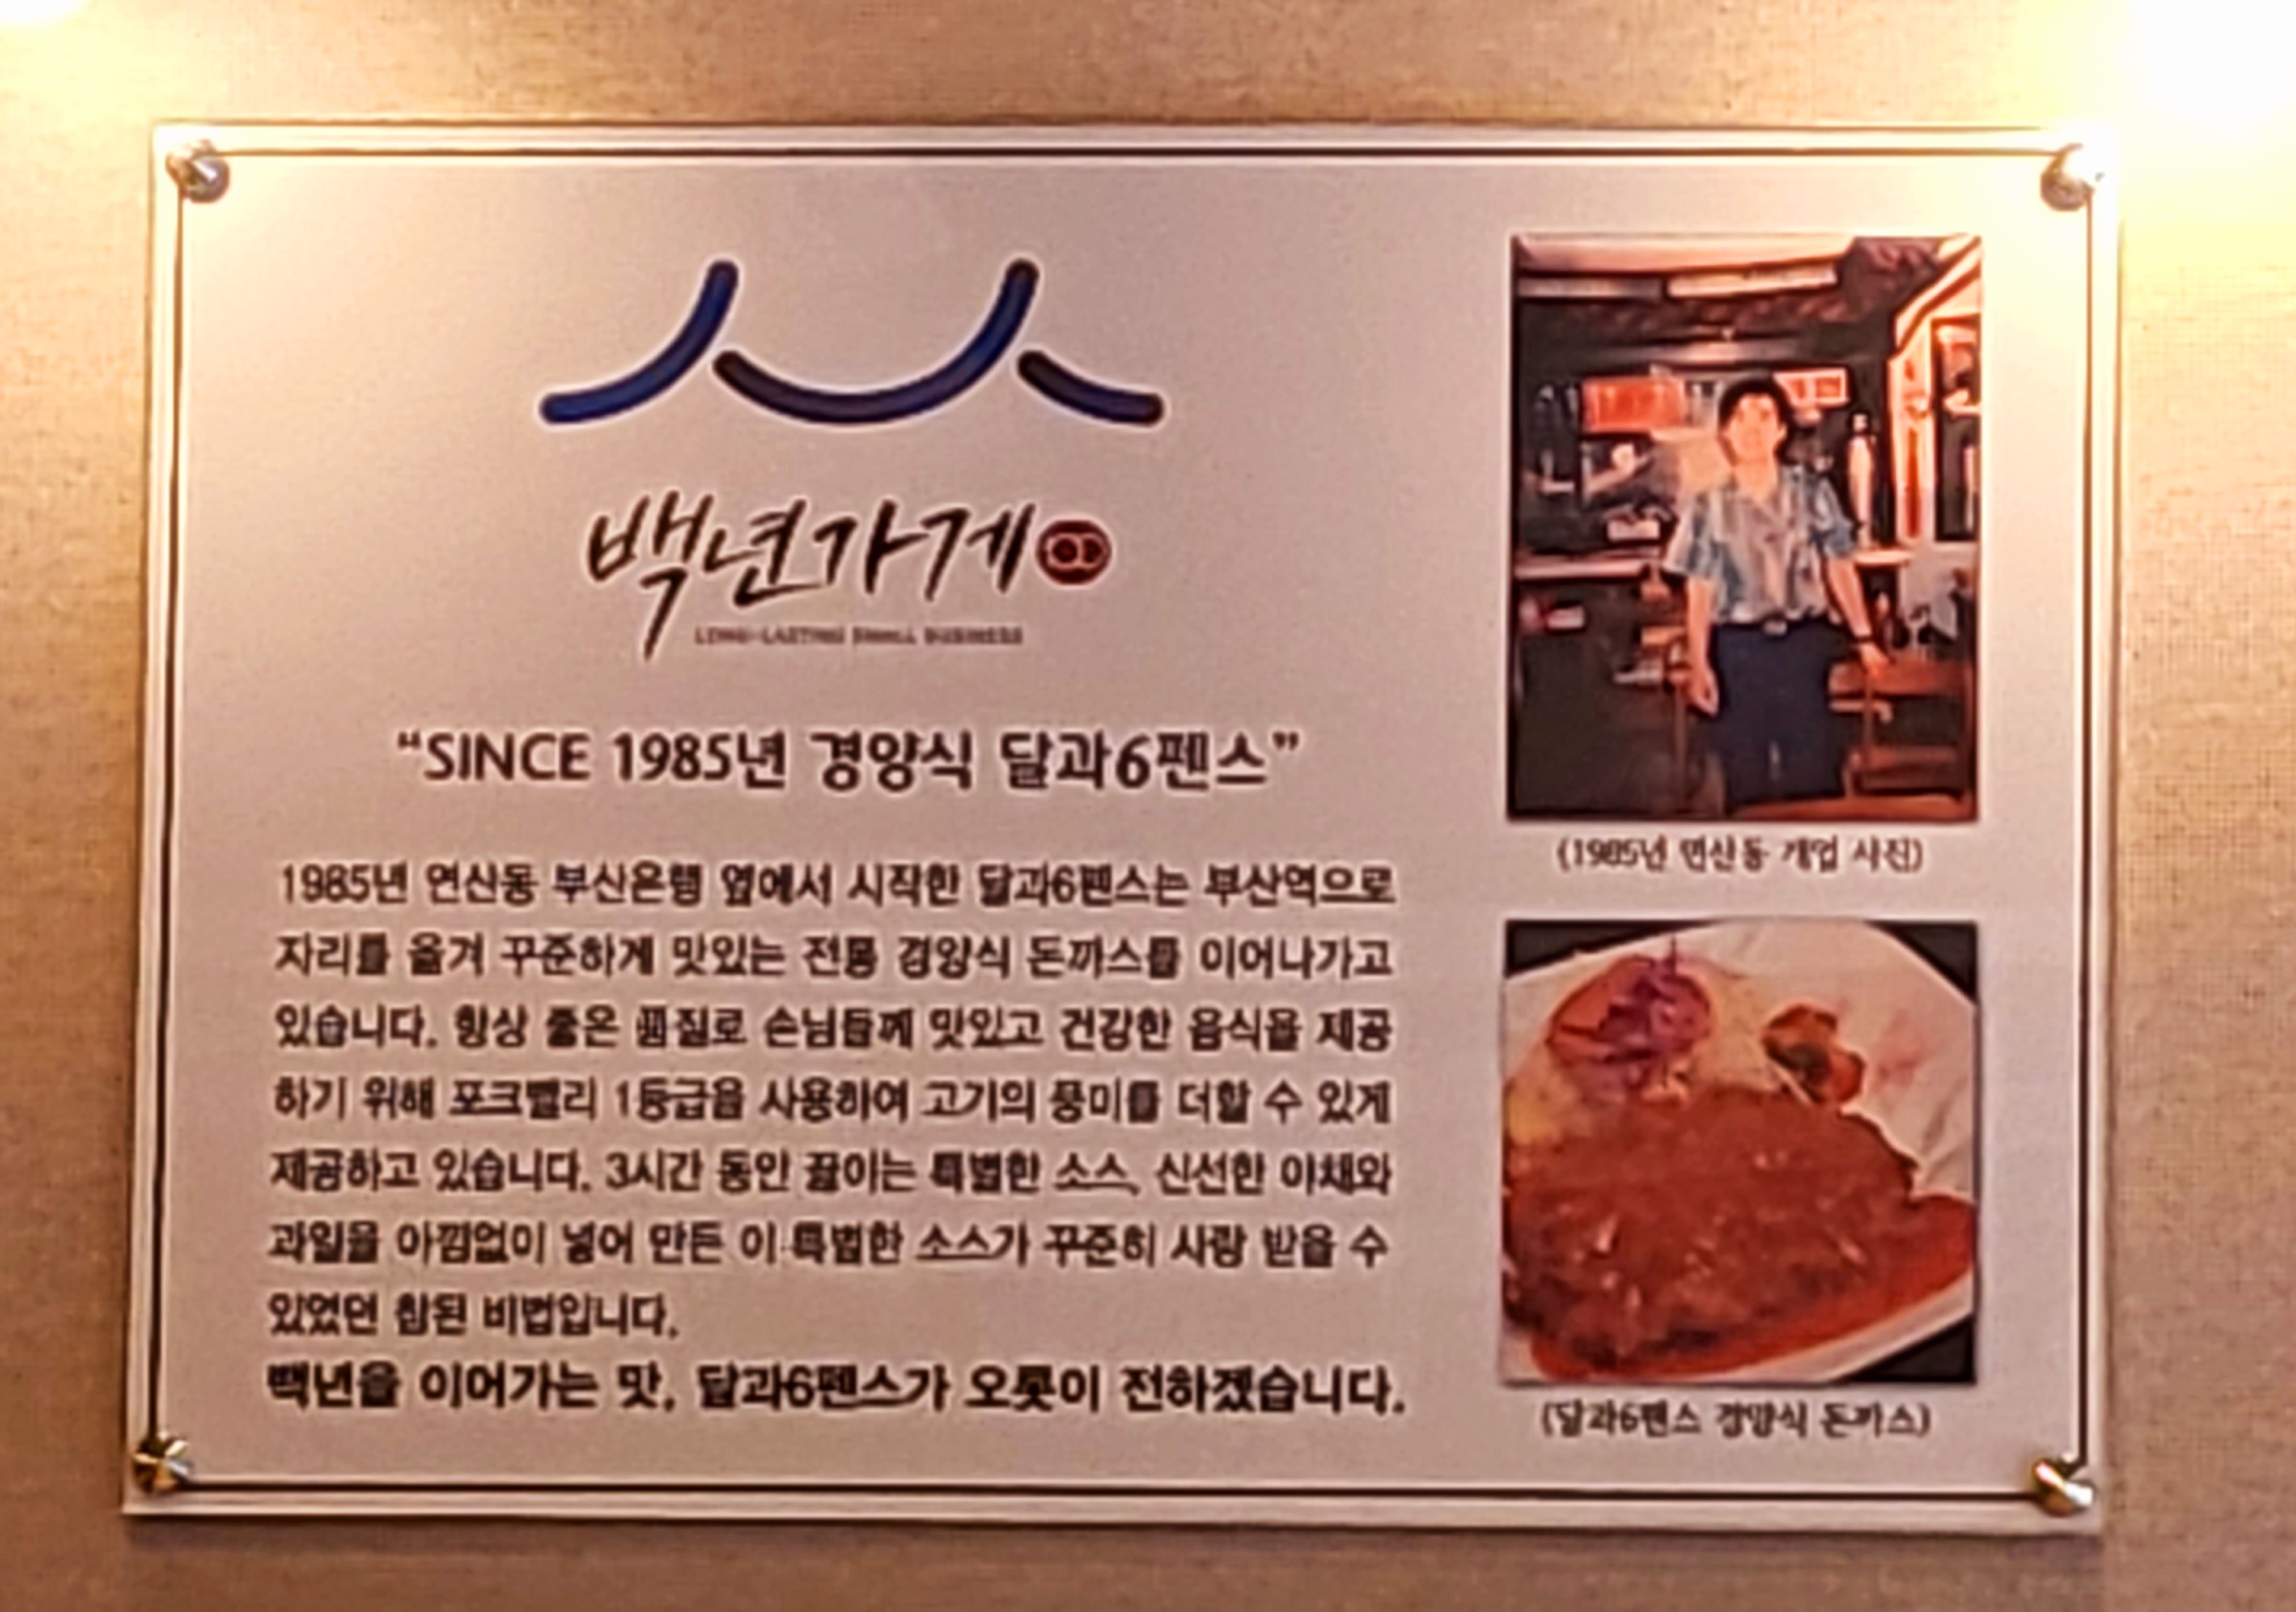 백년가게
LONG-LASTING SMALL BUSINESS
“SINCE 1985년 경양식 달과6펜스”
1985년 연산동 부산은행 옆에서 시작한 달과6펜스는 부산역으로
자리를 옮겨 꾸준하게 맛있는 전통 경양식 돈까스를 이어나가고
있습니다. 항상 좋은 품질로 손님들께 맛있고 건강한 음식을 제공
하기 위해 포크밸리 1등급을 사용하여 고기의 풍미를 더할 수 있게
제공하고 있습니다. 3시간 동안 끓이는 특별한 소스, 신선한 야채와
과일을 아낌없이 넣어 만든 이 특별한 소스가 꾸준히 사랑 받을 수
있었던 참된 비법입니다.
백년을 이어가는 맛, 달과6펜스가 오롯이 전하겠습니다.
(1985년 연산동 개업 사진)
(달과6펜스 경양식 돈까스)